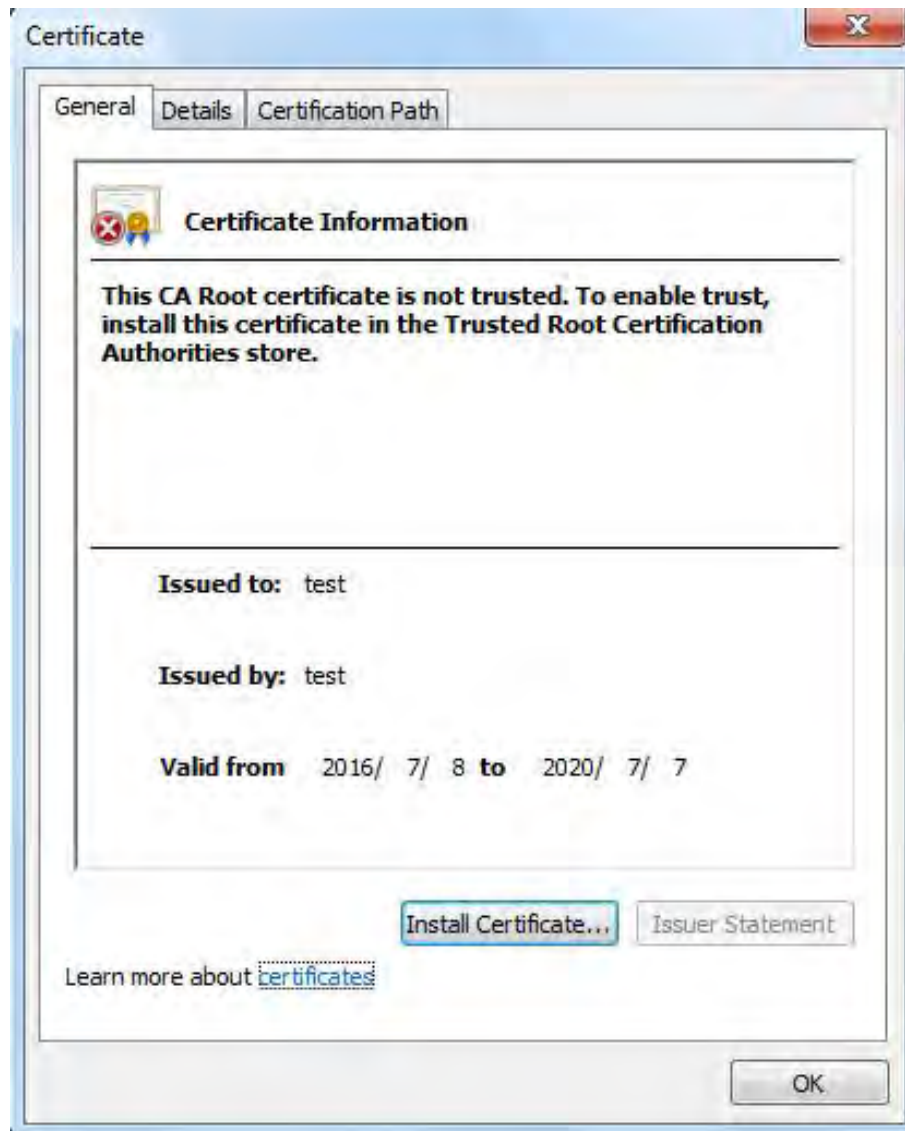 Certificate
General Details Certification Path
Certificate Information
This CA Root certificate is not trusted. To enable trust,
install this certificate in the Trusted Root Certification
Authorities store.
Issued to: test
Issued by: test
Valid from 2016/ 7/ 8 to 2020/ 7/ 7
Install Certificate... Issuer Statement
Learn more about certificates
OK